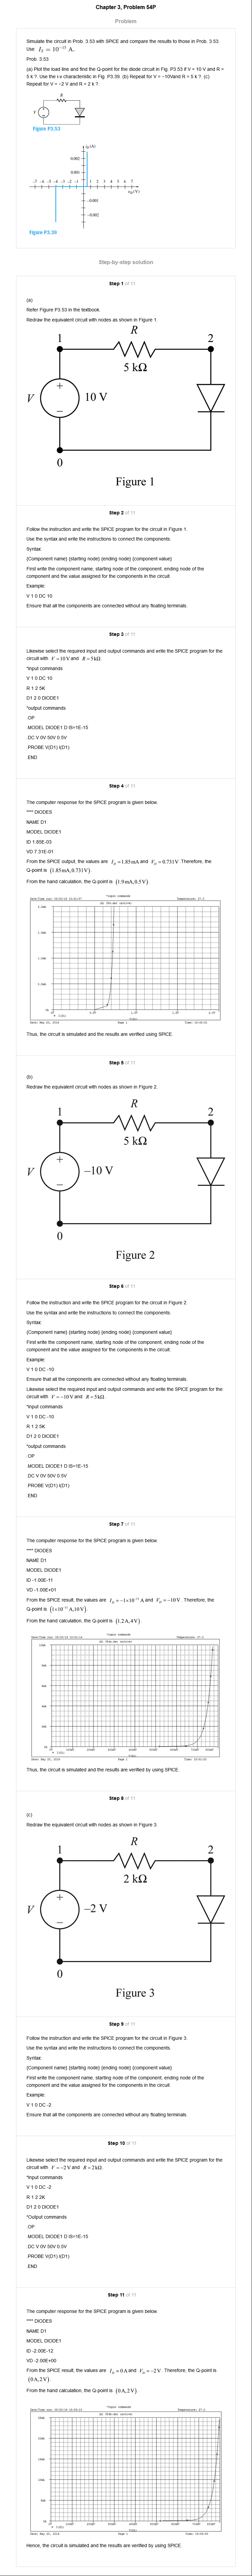 Chapter 3, Problem 54P
Problem
Simulate the circuit in Prob. 3.53 with SPICE and compare the results to those in Prob. 3.53.
Use I_S = 10^-15 A.
Prob. 3.53
(a) Plot the load line and find the Q-point for the diode circuit in Fig. P3.53 if V = 10 V and R =
5 k ?. Use the i-v characteristic in Fig. P3.39. (b) Repeat for V = −10Vand R = 5 k ?. (c)
Repeat for V = −2 V and R = 2 k ?.
R
V
Figure P3.53
i_D (A)
0.002
0.001
-7 -6 -5 -4 -3 -2 -1 1 2 3 4 5 6 7
v_D (V)
-0.001
-0.002
Figure P3.39
Step-by-step solution
Step 1 of 11
(a)
Refer Figure P3.53 in the textbook.
Redraw the equivalent circuit with nodes as shown in Figure 1.
R
1
2
5 kΩ
+
V
10 V
−
0
Figure 1
Step 2 of 11
Follow the instruction and write the SPICE program for the circuit in Figure 1.
Use the syntax and write the instructions to connect the components.
Syntax:
{Component name} {starting node} {ending node} {component value}
First write the component name, starting node of the component, ending node of the
component and the value assigned for the components in the circuit.
Example:
V 1 0 DC 10
Ensure that all the components are connected without any floating terminals.
Step 3 of 11
Likewise select the required input and output commands and write the SPICE program for the
circuit with V = 10 V and R = 5 kΩ.
*Input commands
V 1 0 DC 10
R 1 2 5K
D1 2 0 DIODE1
*output commands
.OP
.MODEL DIODE1 D IS=1E-15
.DC V 0V 50V 0.5V
.PROBE V(D1) I(D1)
.END
Step 4 of 11
The computer response for the SPICE program is given below.
**** DIODES
NAME D1
MODEL DIODE1
ID 1.85E-03
VD 7.31E-01
From the SPICE output, the values are I_D = 1.85 mA and V_D = 0.731 V. Therefore, the
Q-point is (1.85 mA, 0.731 V).
From the hand calculation, the Q-point is (1.9 mA, 0.5 V).
Thus, the circuit is simulated and the results are verified using SPICE.
Step 5 of 11
(b)
Redraw the equivalent circuit with nodes as shown in Figure 2.
R
1
2
5 kΩ
+
V
−10 V
−
0
Figure 2
Step 6 of 11
Follow the instruction and write the SPICE program for the circuit in Figure 2.
Use the syntax and write the instructions to connect the components.
Syntax:
{Component name} {starting node} {ending node} {component value}
First write the component name, starting node of the component, ending node of the
component and the value assigned for the components in the circuit.
Example:
V 1 0 DC -10
Ensure that all the components are connected without any floating terminals.
Likewise select the required input and output commands and write the SPICE program for the
circuit with V = −10 V and R = 5 kΩ.
*Input commands
V 1 0 DC -10
R 1 2 5K
D1 2 0 DIODE1
*output commands
.OP
.MODEL DIODE1 D IS=1E-15
.DC V 0V 50V 0.5V
.PROBE V(D1) I(D1)
.END
Step 7 of 11
The computer response for the SPICE program is given below.
**** DIODES
NAME D1
MODEL DIODE1
ID -1.00E-11
VD -1.00E+01
From the SPICE result, the values are I_D = −1×10^-11 A and V_D = −10 V. Therefore, the
Q-point is (1×10^-11 A, 10 V).
From the hand calculation, the Q-point is (1.2 A, 4 V)
Thus, the circuit is simulated and the results are verified by using SPICE.
Step 8 of 11
(c)
Redraw the equivalent circuit with nodes as shown in Figure 3.
R
1
2
2 kΩ
+
V
−2 V
−
0
Figure 3
Step 9 of 11
Follow the instruction and write the SPICE program for the circuit in Figure 3.
Use the syntax and write the instructions to connect the components.
Syntax:
{Component name} {starting node} {ending node} {component value}
First write the component name, starting node of the component, ending node of the
component and the value assigned for the components in the circuit.
Example:
V 1 0 DC -2
Ensure that all the components are connected without any floating terminals.
Step 10 of 11
Likewise select the required input and output commands and write the SPICE program for the
circuit with V = −2 V and R = 2 kΩ.
*Input commands
V 1 0 DC -2
R 1 2 2K
D1 2 0 DIODE1
*Output commands
.OP
.MODEL DIODE1 D IS=1E-15
.DC V 0V 50V 0.5V
.PROBE V(D1) I(D1)
.END
Step 11 of 11
The computer response for the SPICE program is given below.
**** DIODES
NAME D1
MODEL DIODE1
ID -2.00E-12
VD -2.00E+00
From the SPICE result, the values are I_D = 0 A and V_D = −2 V. Therefore, the Q-point is
(0 A, 2 V).
From the hand calculation, the Q-point is (0 A, 2 V).
Hence, the circuit is simulated and the results are verified by using SPICE.